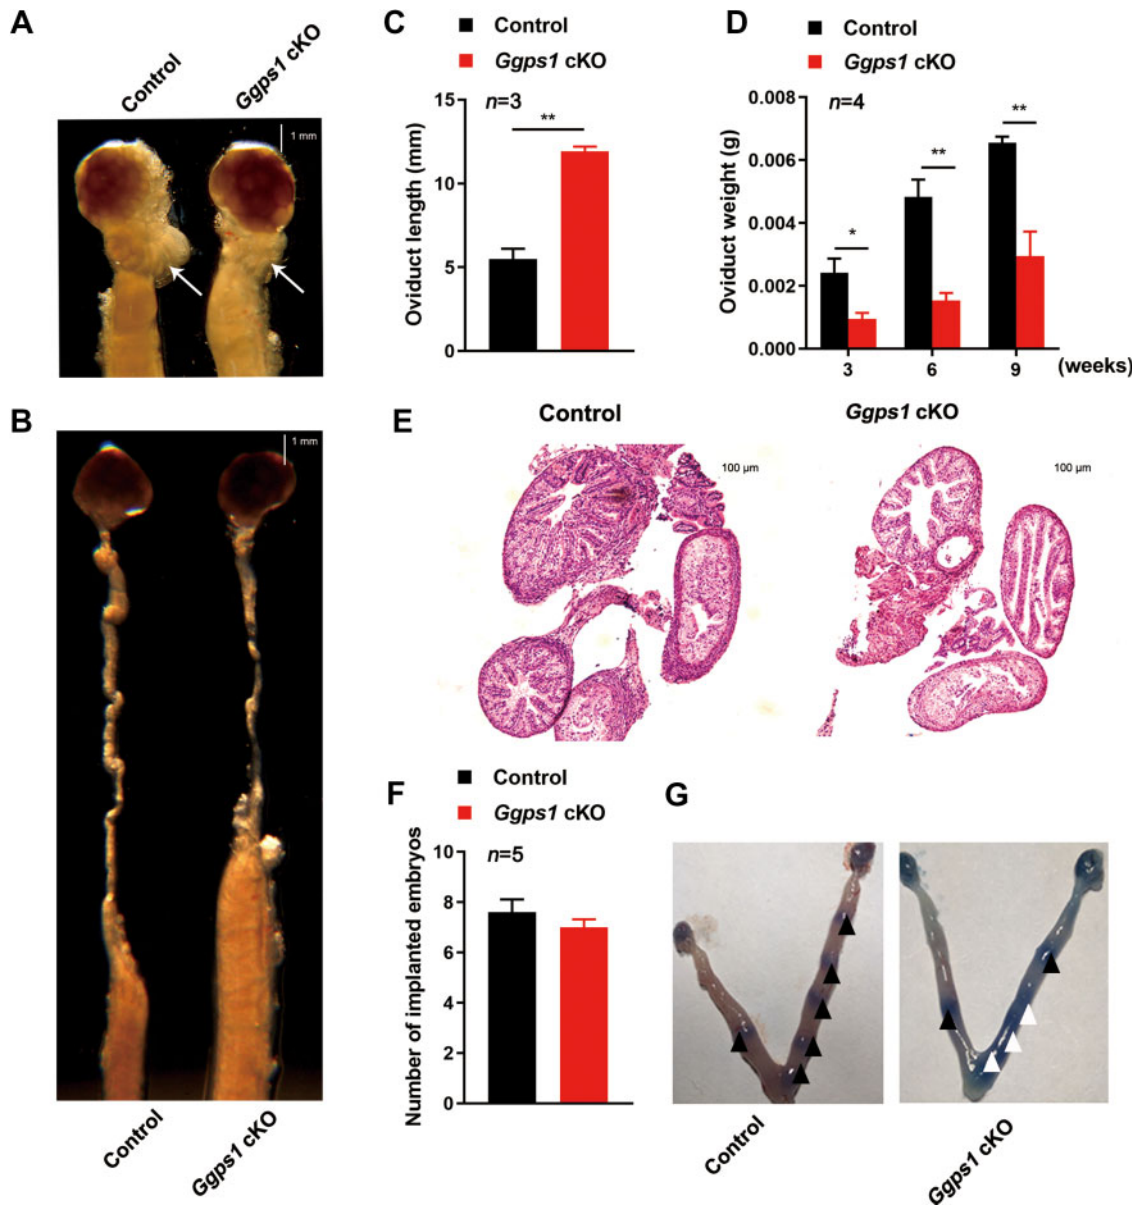 A
Control
Ggps1 cKO
1 mm
B
1 mm
Control
Ggps1 cKO
C
Control
Ggps1 cKO
n=3
**
15
10
5
0
Oviduct length (mm)
D
Control
Ggps1 cKO
n=4
0.008
0.006
0.004
0.002
0.000
Oviduct weight (g)
*
**
**
3 6 9 (weeks)
E
Control
Ggps1 cKO
100 µm
100 µm
F
Control
Ggps1 cKO
n=5
10
8
6
4
2
0
Number of implanted embryos
G
Control
Ggps1 cKO